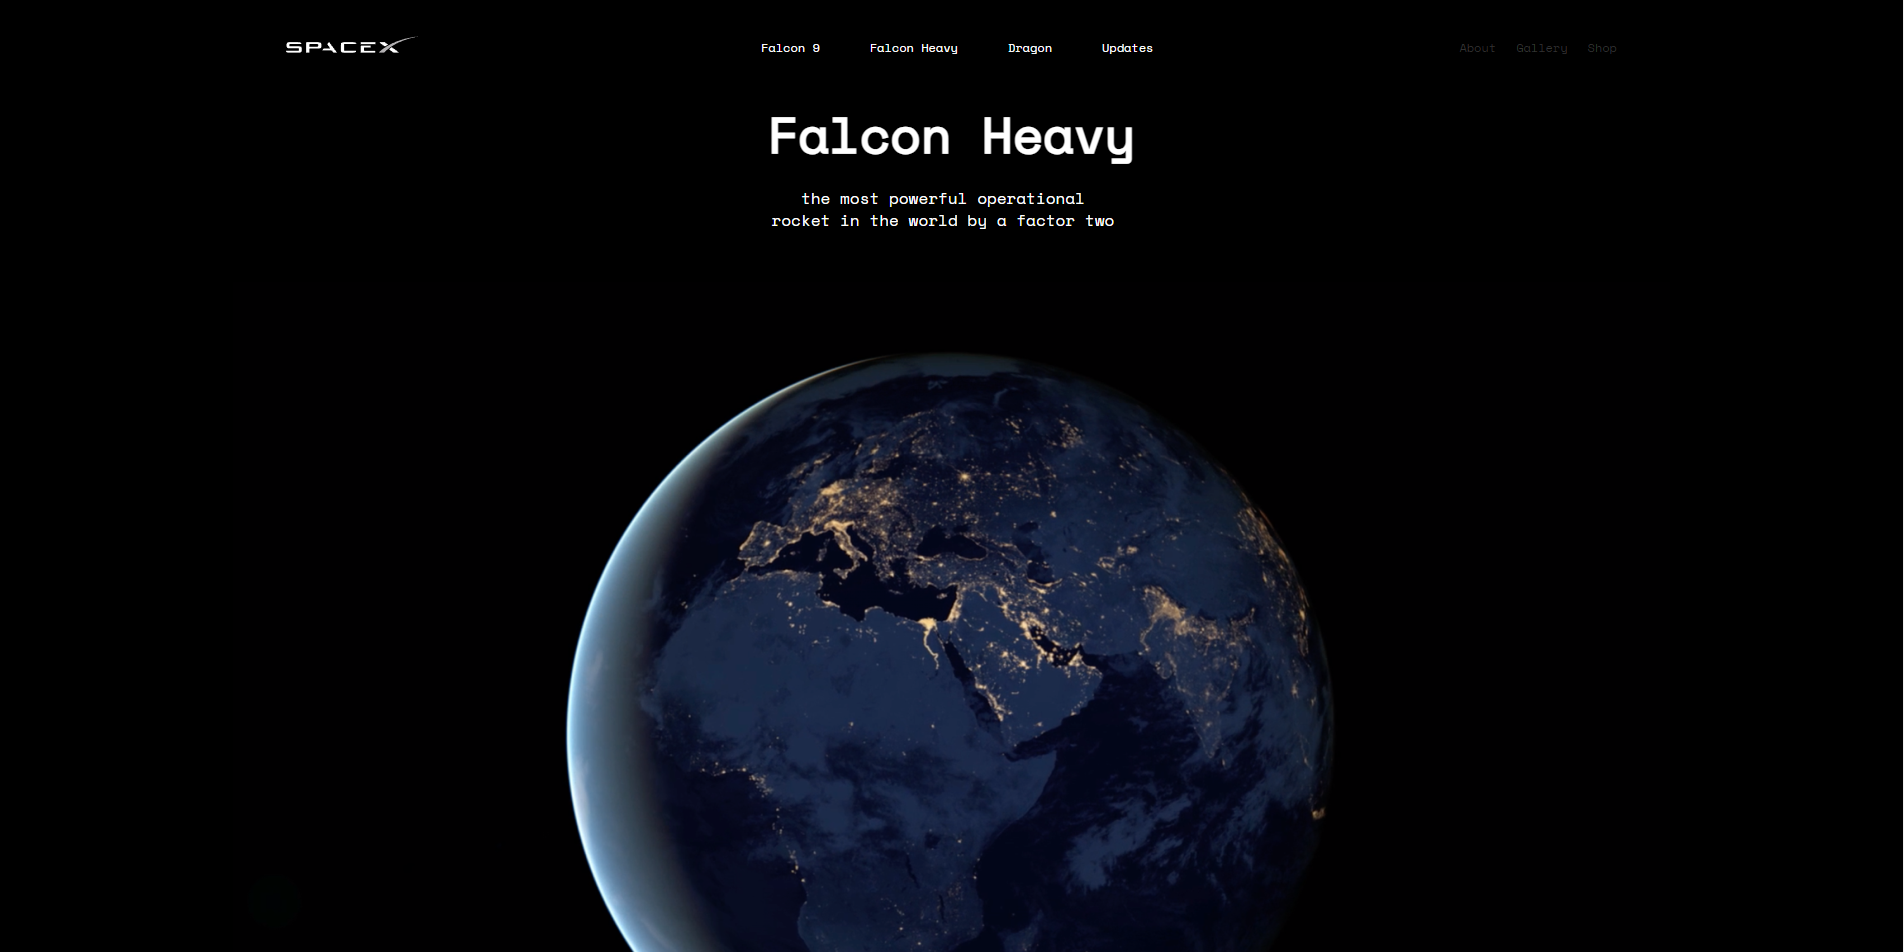 SPACEX
Falcon 9
Falcon Heavy
Dragon
Updates
About
Gallery
Shop
Falcon Heavy
the most powerful operational
rocket in the world by a factor two